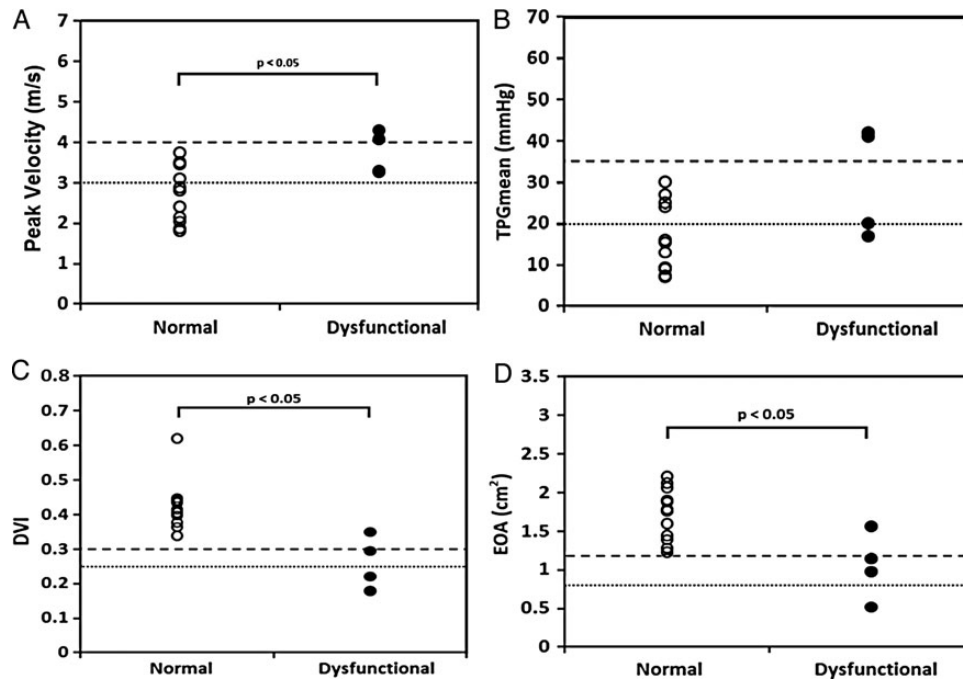 A
Peak Velocity (m/s)
7
6
5
4
3
2
1
0
p < 0.05
Normal Dysfunctional
B
TPGmean (mmHg)
70
60
50
40
30
20
10
0
Normal Dysfunctional
C
DVI
0.8
0.7
0.6
0.5
0.4
0.3
0.2
0.1
0
p < 0.05
Normal Dysfunctional
D
EOA (cm²)
3.5
3
2.5
2
1.5
1
0.5
0
p < 0.05
Normal Dysfunctional